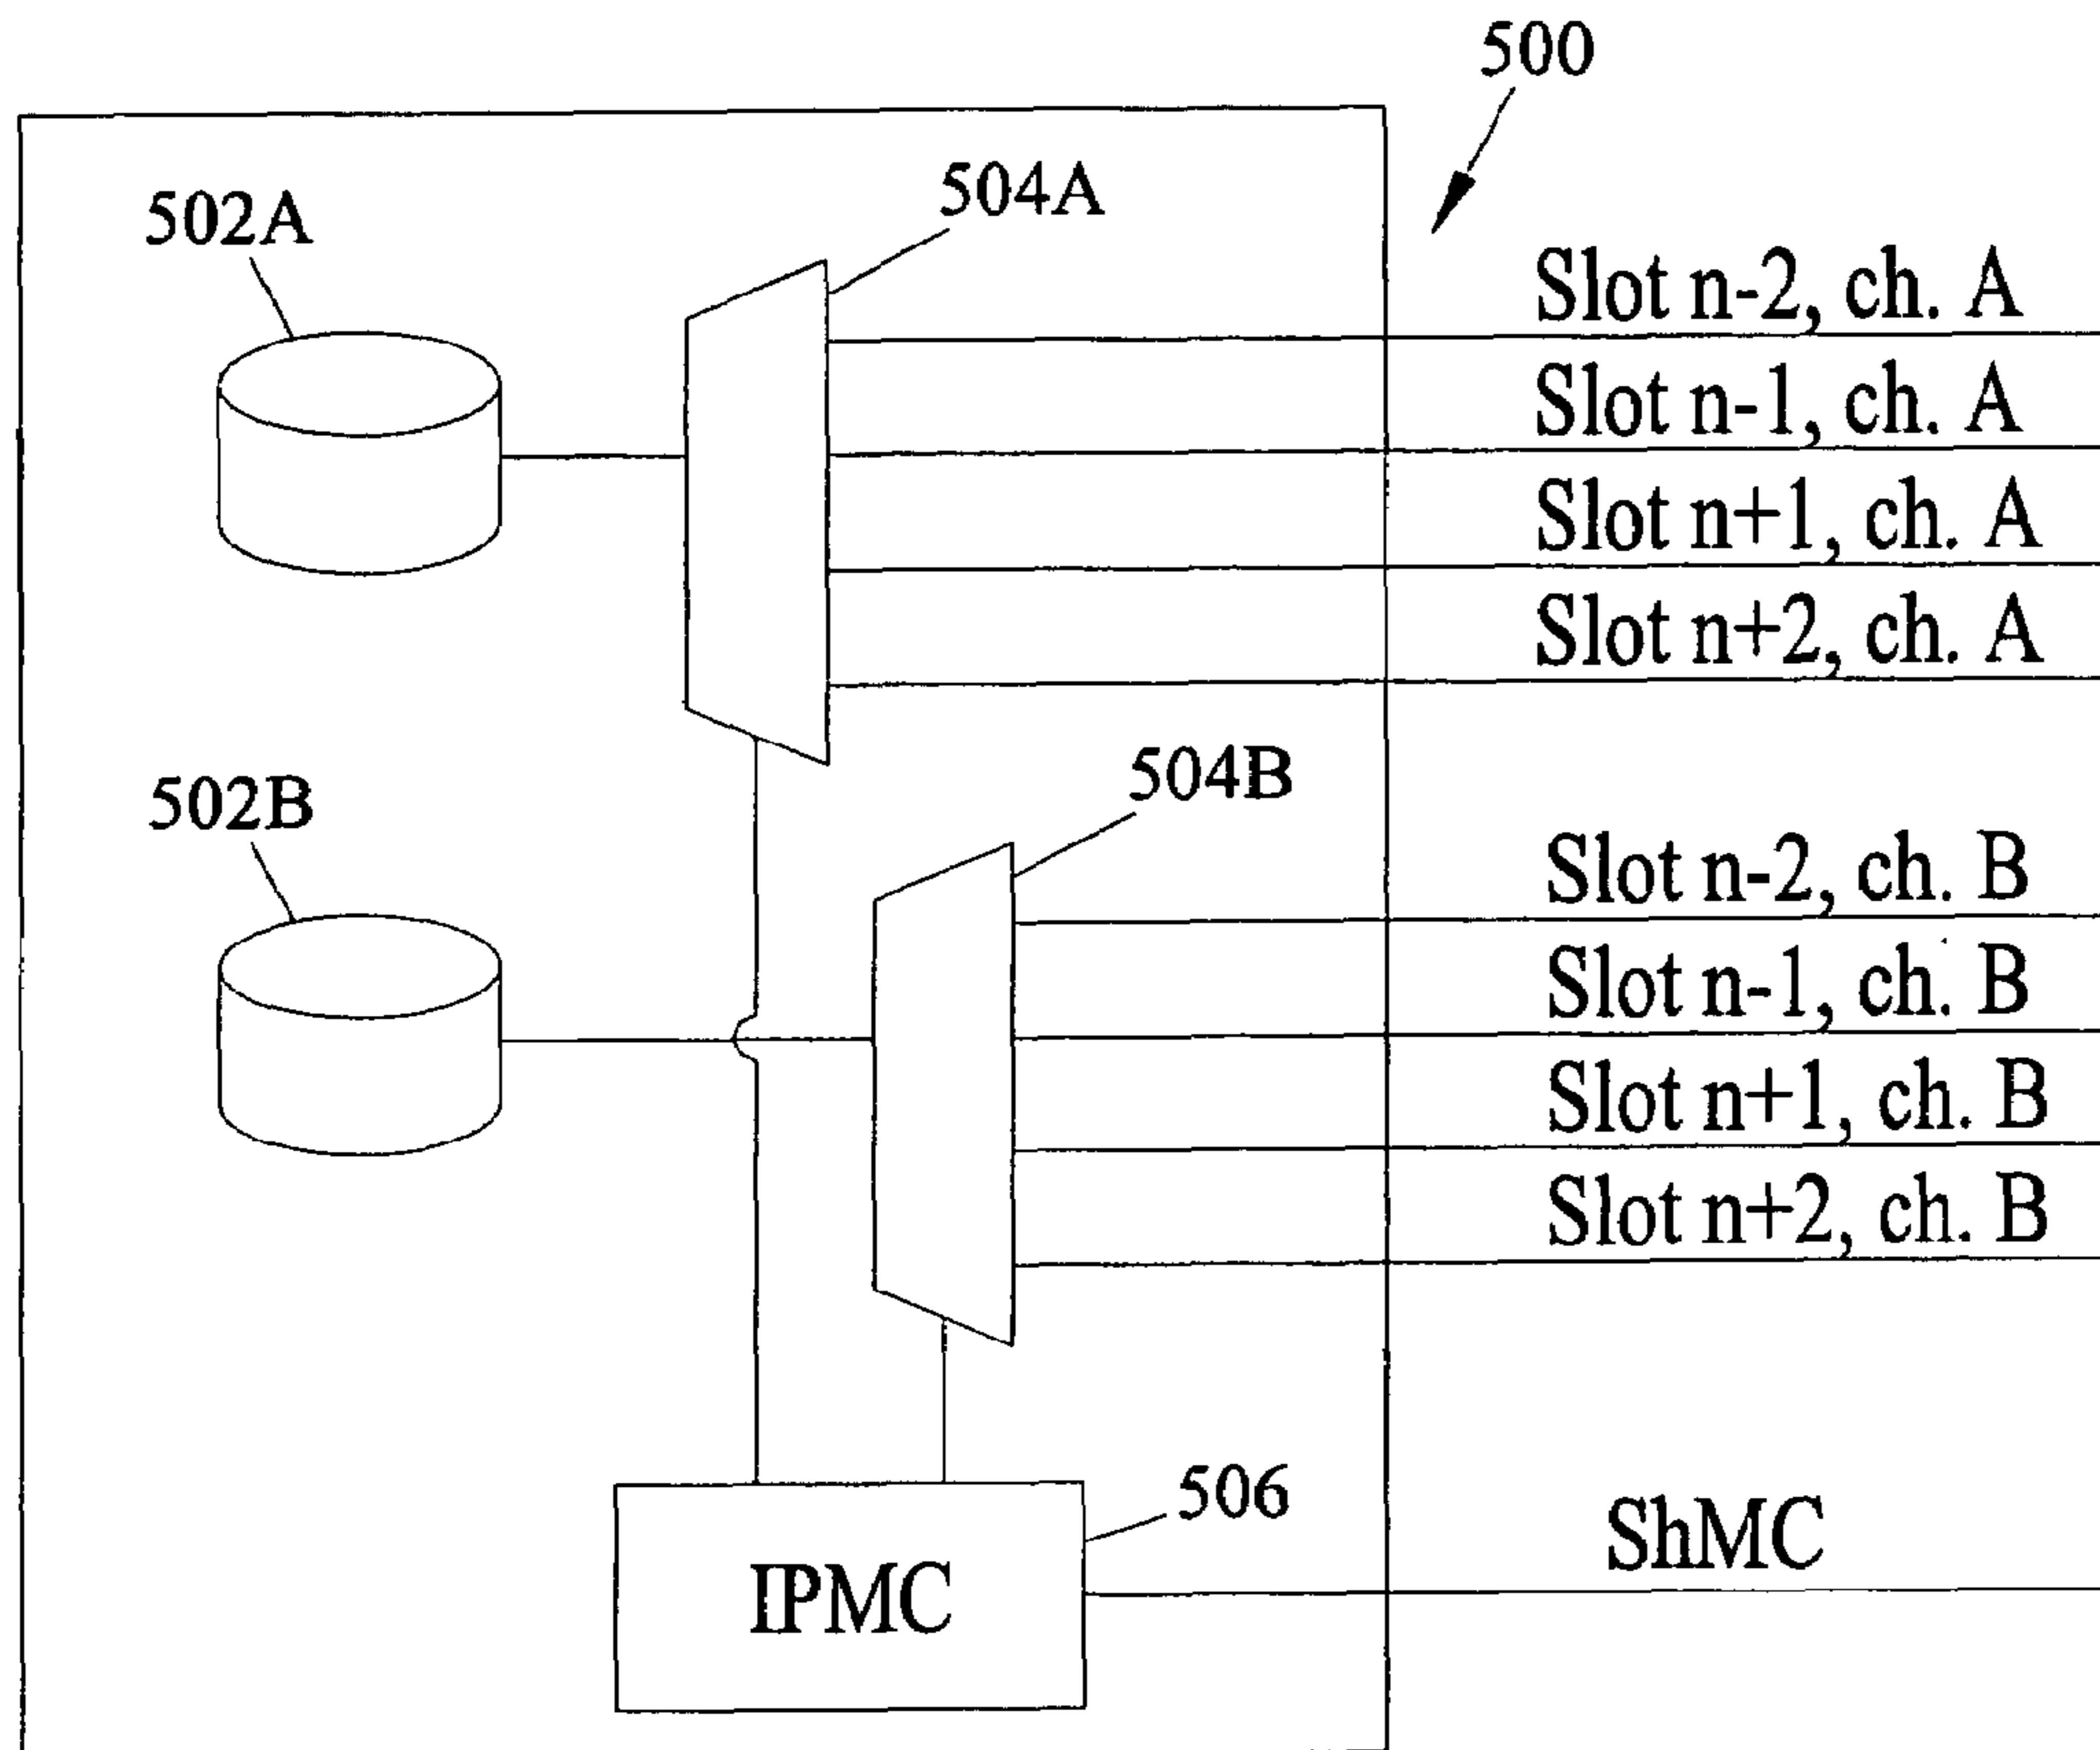 500
504A
502A
Slot n-2, ch. A
Slot n-1, ch. A
Slot n+1, ch. A
Slot n+2, ch. A
504B
502B
Slot n-2, ch. B
Slot n-1, ch. B
Slot n+1, ch. B
Slot n+2, ch. B
506
ShMC
IPMC